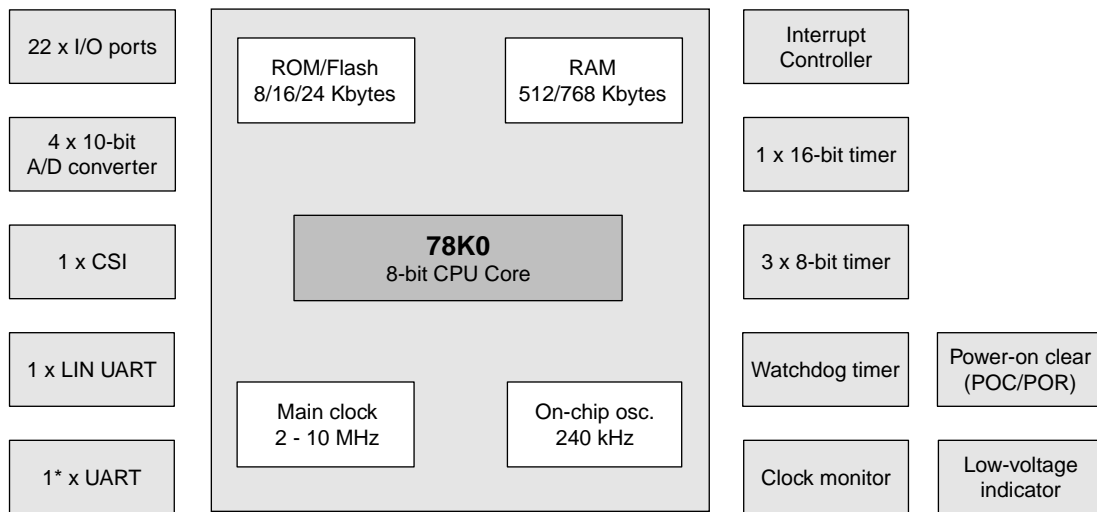 22 x I/O ports
4 x 10-bit
A/D converter
1 x CSI
1 x LIN UART
1* x UART
ROM/Flash
8/16/24 Kbytes
RAM
512/768 Kbytes
78K0
8-bit CPU Core
Main clock
2 - 10 MHz
On-chip osc.
240 kHz
Interrupt
Controller
1 x 16-bit timer
3 x 8-bit timer
Watchdog timer
Clock monitor
Power-on clear
(POC/POR)
Low-voltage
indicator